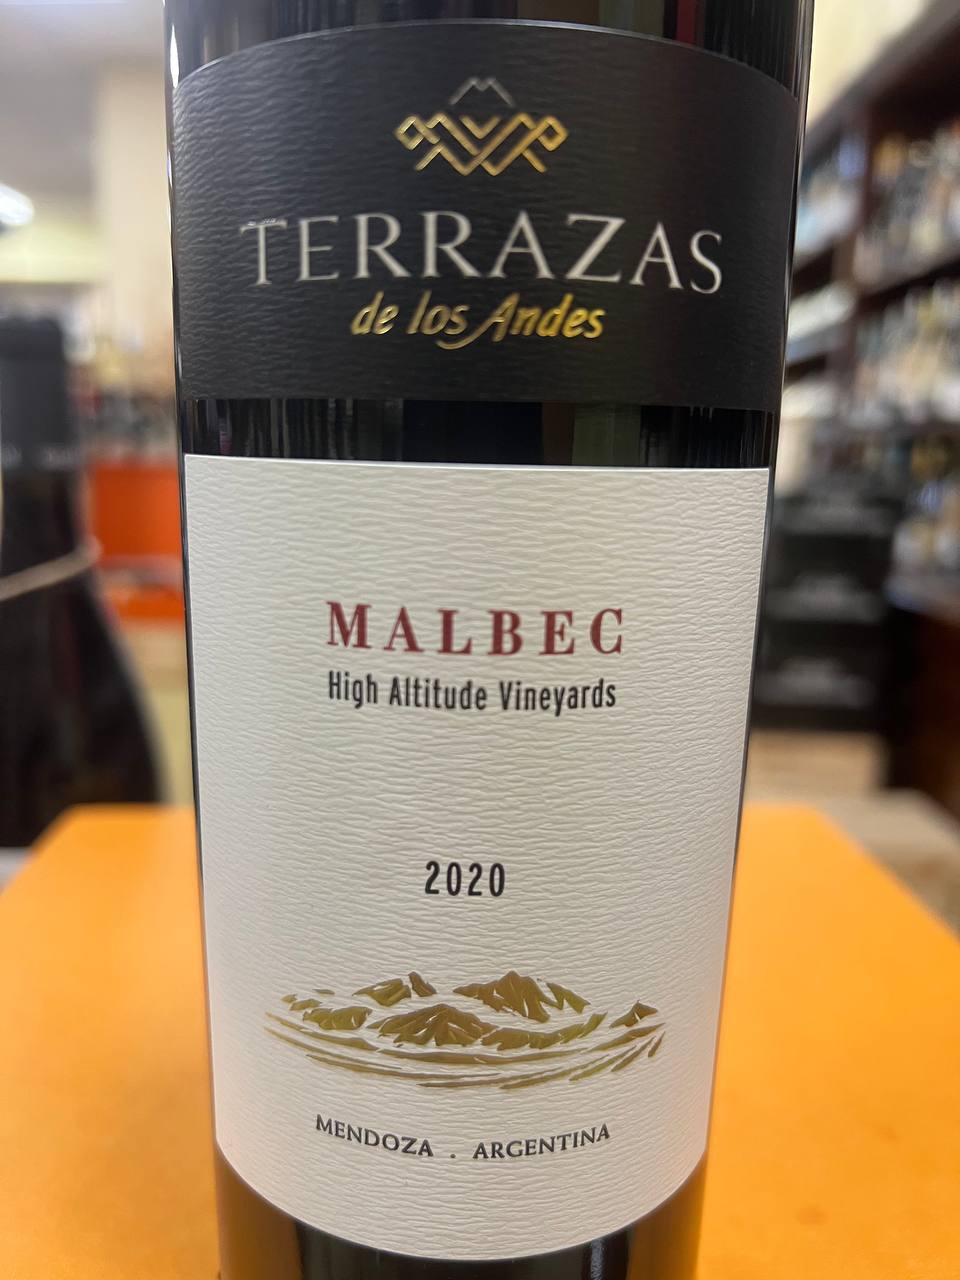 TERRAZAS
de los Andes
MALBEC
High Altitude Vineyards
2020
MENDOZA . ARGENTINA